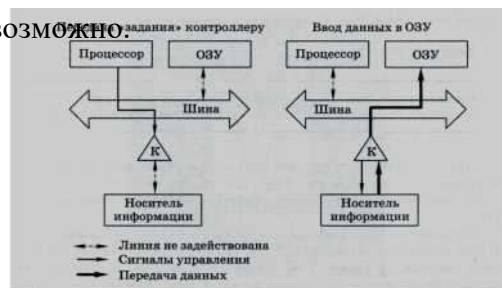 возможно.
Передача «задания» контроллеру
Ввод данных в ОЗУ
Процессор ОЗУ
Процессор ОЗУ
Шина
Шина
К
К
Носитель
информации
Носитель
информации
Линия не задействована
Сигналы управления
Передача данных